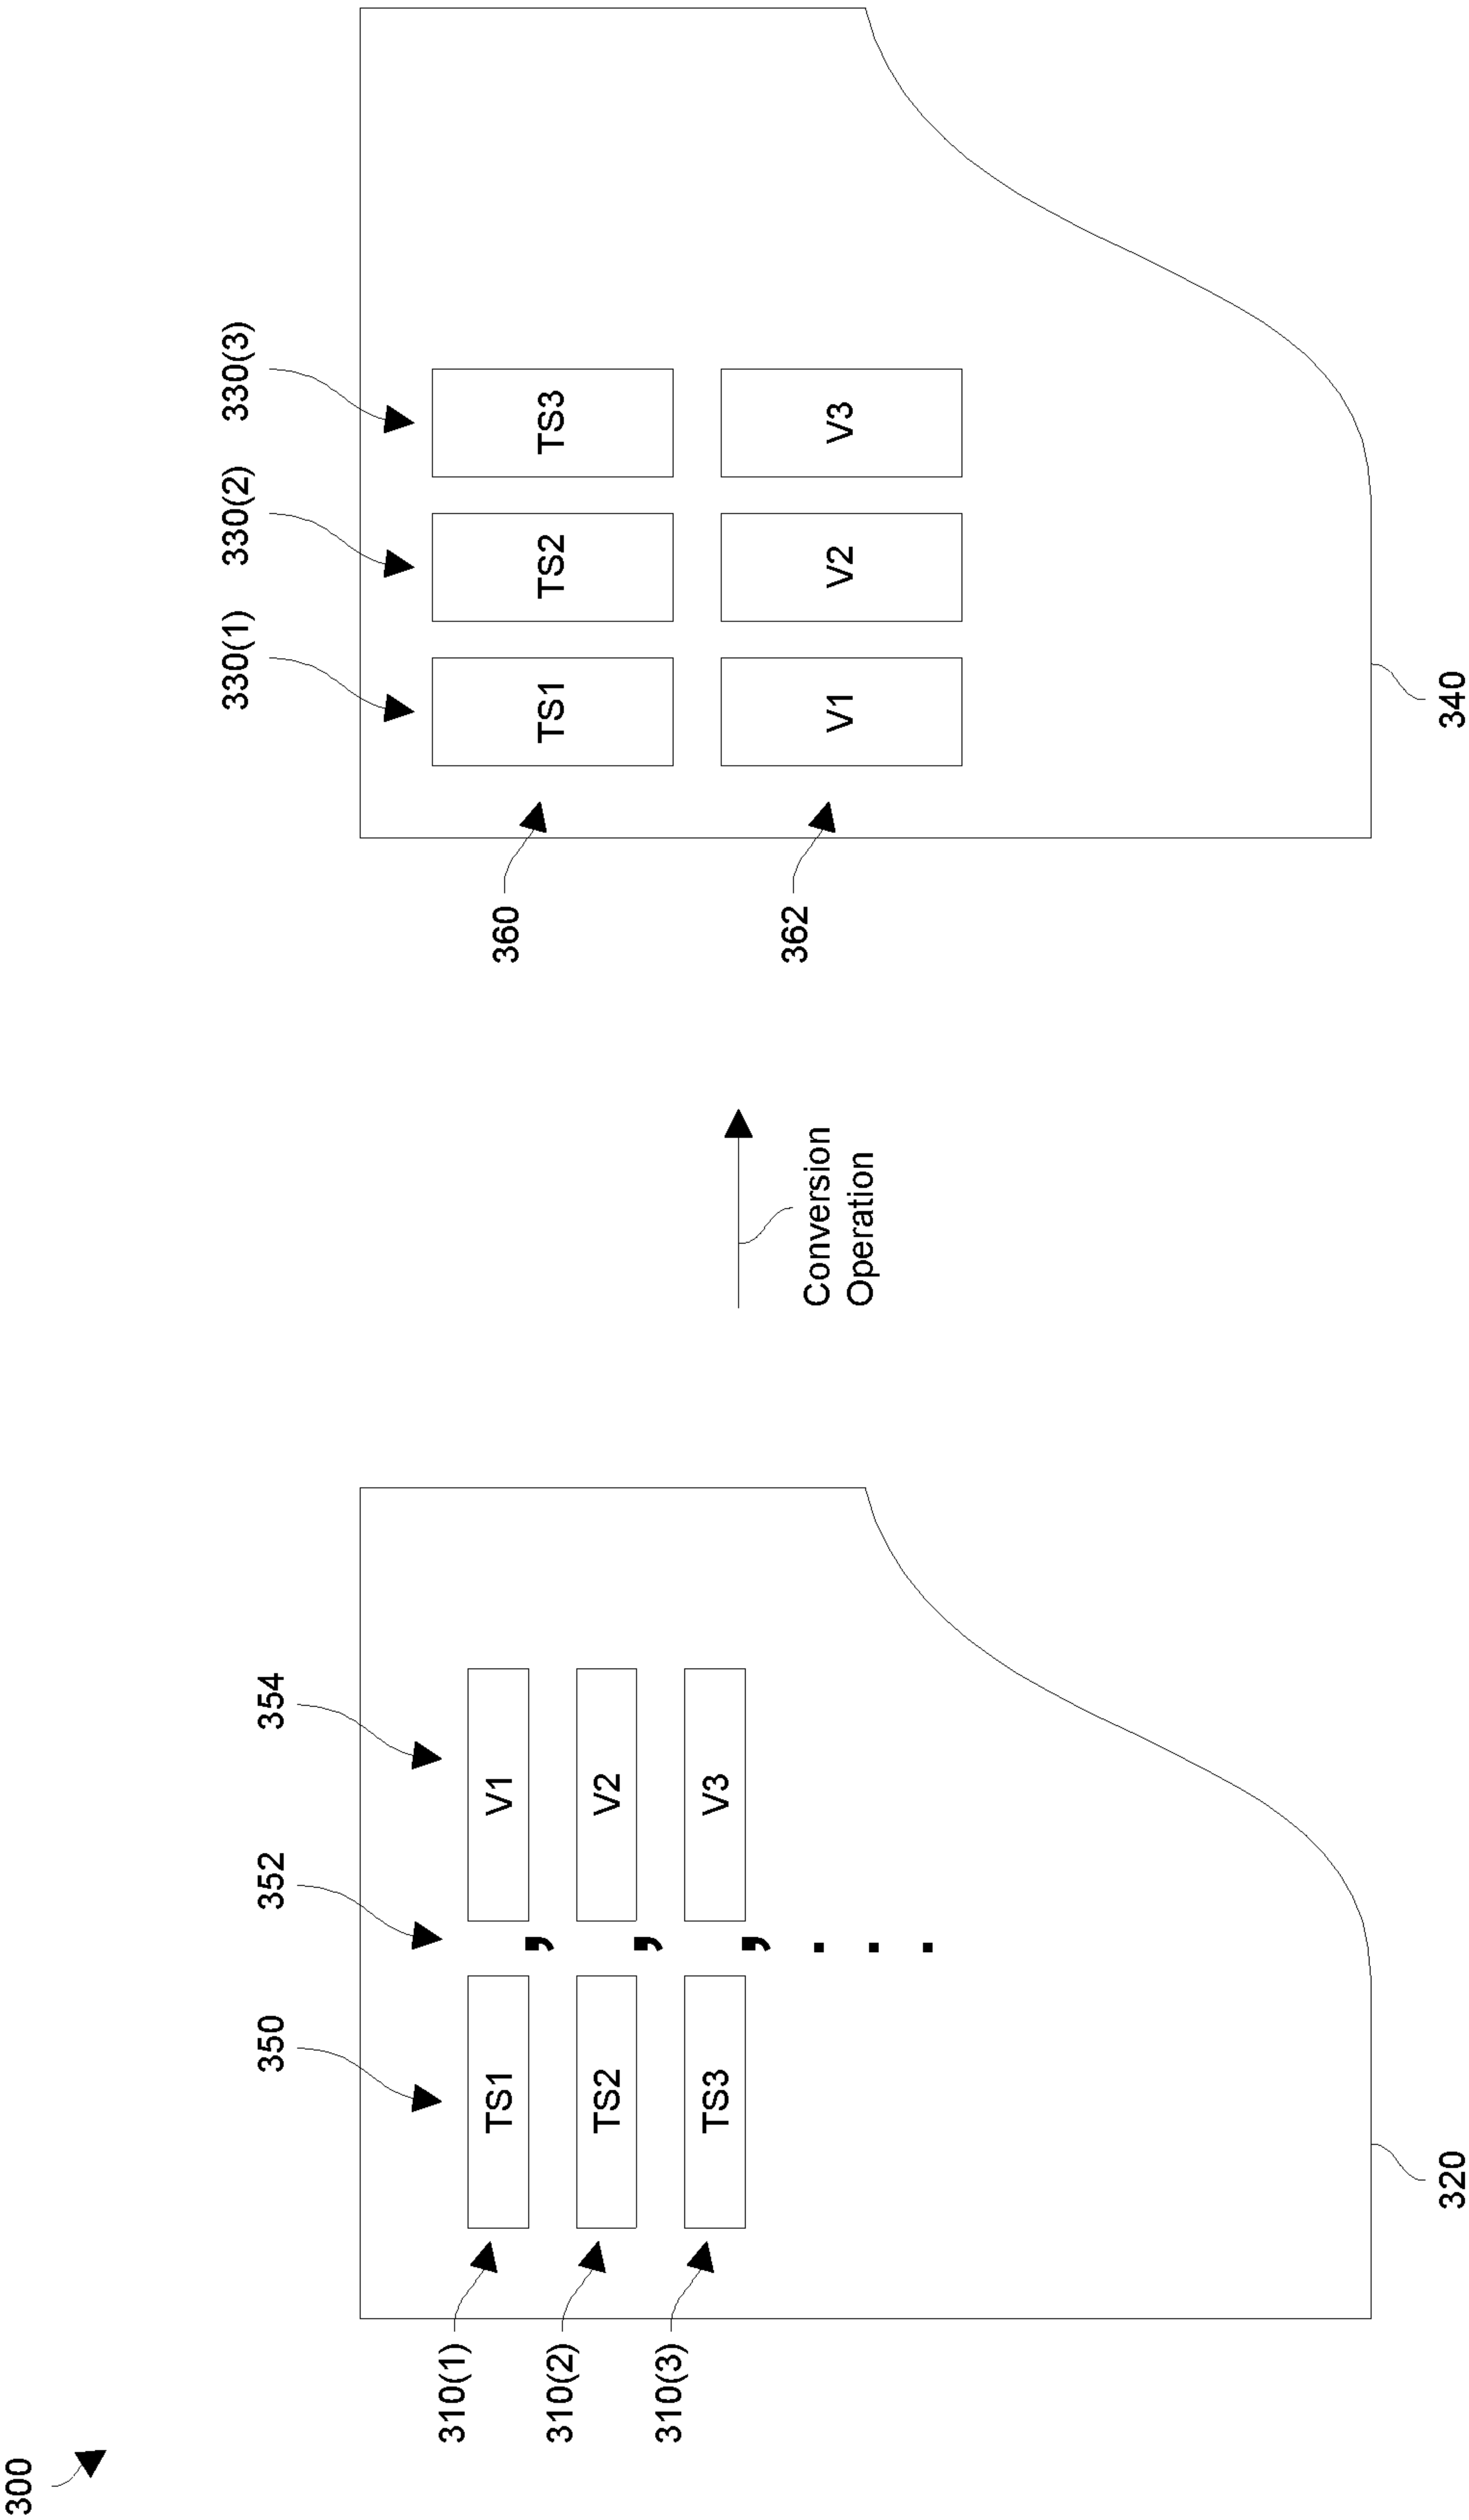 300
350
352
354
310(1)
TS1
,
V1
310(2)
TS2
,
V2
310(3)
TS3
,
V3
.
.
.
320
Conversion
Operation
330(1)
330(2)
330(3)
360
TS1
TS2
TS3
362
V1
V2
V3
340